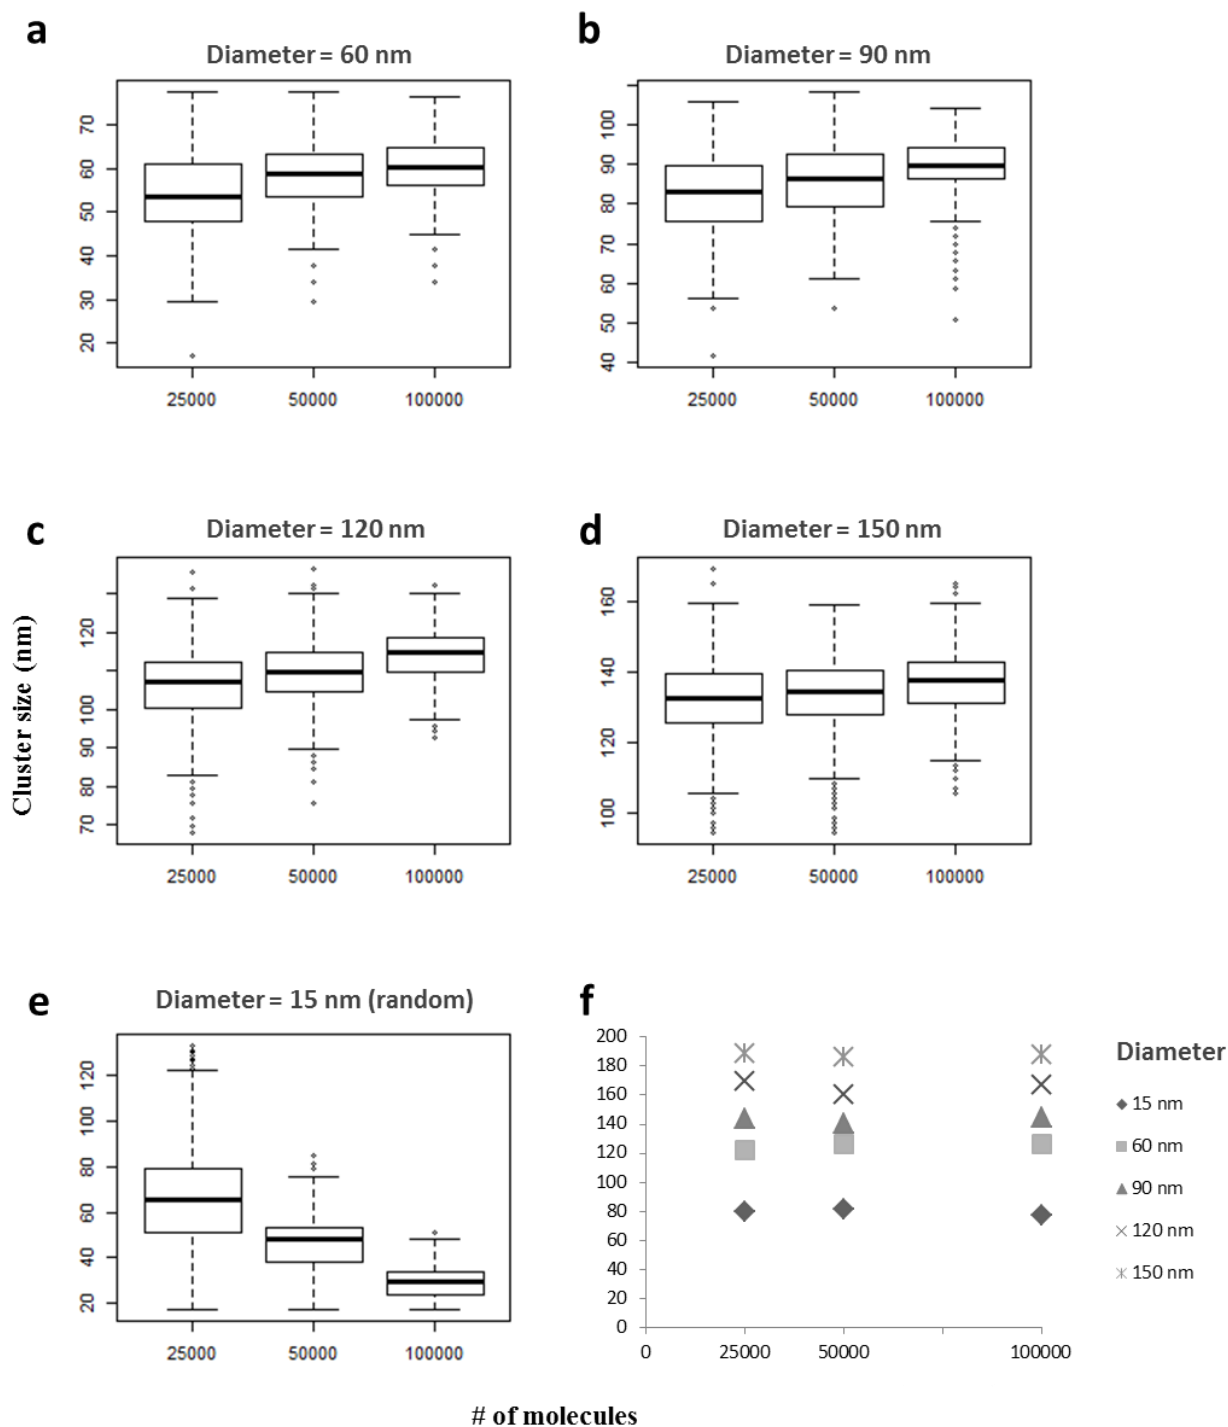 a
Diameter = 60 nm
70
60
50
40
30
20
25000 50000 100000
b
Diameter = 90 nm
100
90
80
70
60
50
40
25000 50000 100000
c
Diameter = 120 nm
120
100
90
80
70
25000 50000 100000
d
Diameter = 150 nm
160
140
120
100
25000 50000 100000
Cluster size (nm)
e
Diameter = 15 nm (random)
120
100
80
60
40
20
25000 50000 100000
f
200
180
160
140
120
100
80
60
40
20
0
0 25000 50000 100000
Diameter
15 nm
60 nm
90 nm
120 nm
150 nm
# of molecules